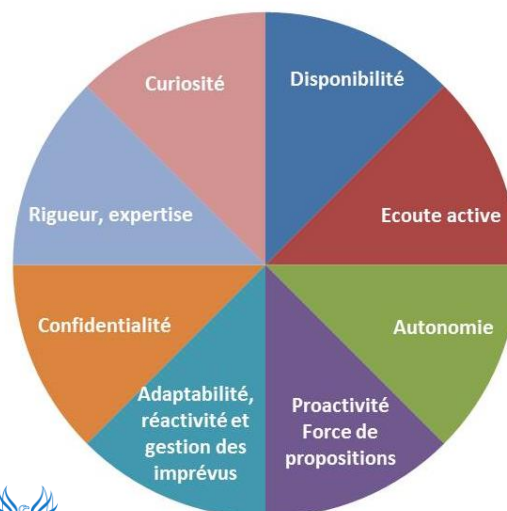 Curiosité
Disponibilité
Rigueur, expertise
Ecoute active
Confidentialité
Autonomie
Adaptabilité,
réactivité et
gestion des
imprévus
Proactivité
Force de
propositions